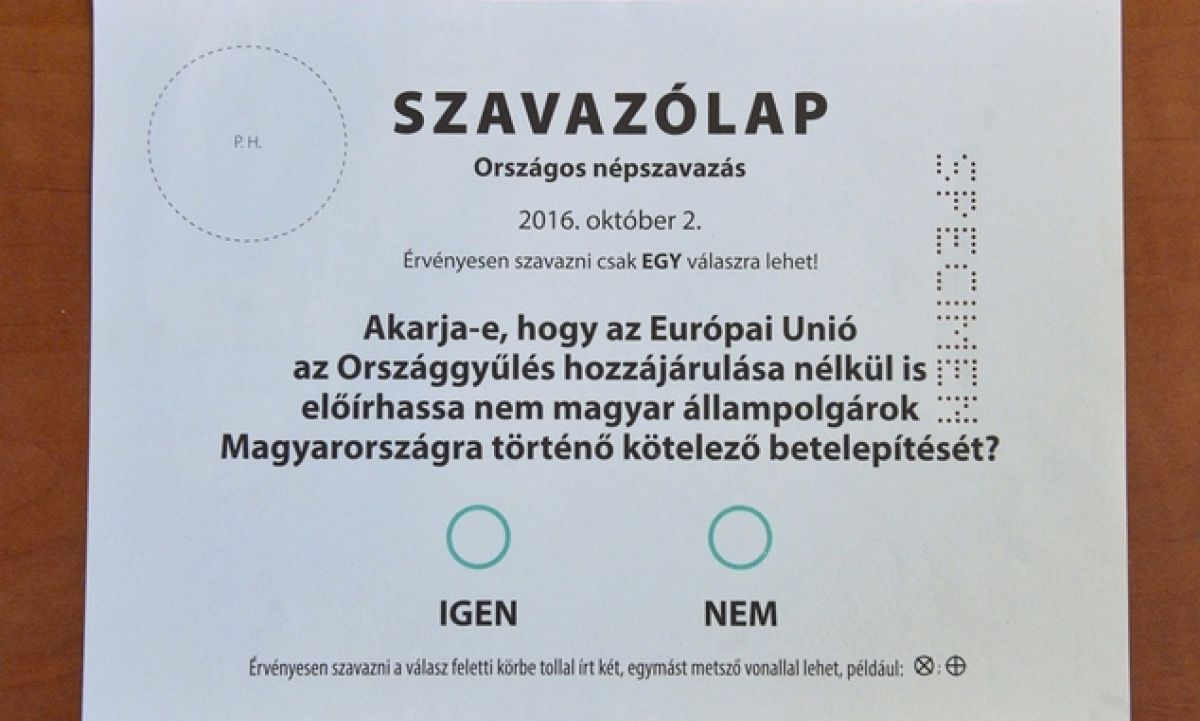 P. H.
SZAVAZÓLAP
Országos népszavazás
2016. október 2.
Érvényesen szavazni csak EGY válaszra lehet!
SPECIMEN
Akarja-e, hogy az Európai Unió
az Országgyűlés hozzájárulása nélkül is
előírhassa nem magyar állampolgárok
Magyarországra történő kötelező betelepítését?
IGEN NEM
Érvényesen szavazni a válasz feletti körbe tollal írt két, egymást metsző vonallal lehet, például: ⊗; ⊕